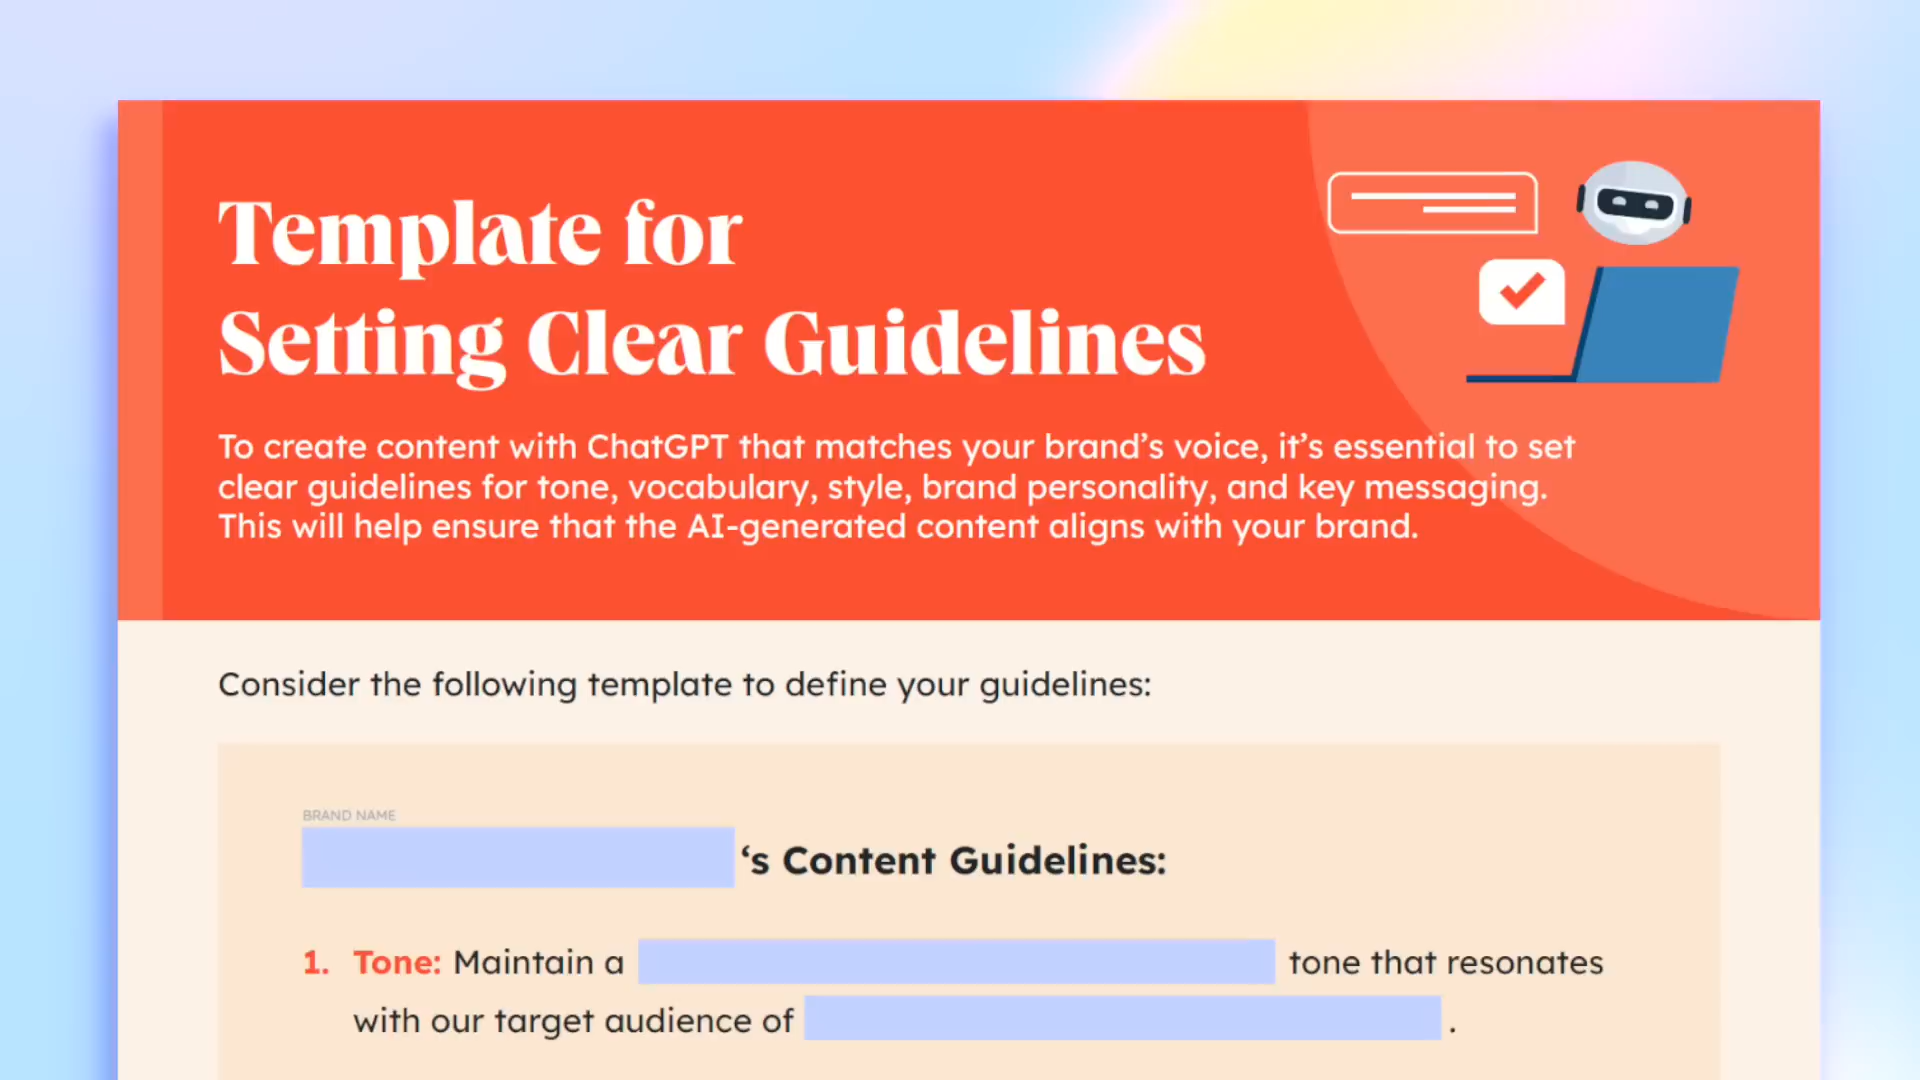 Template for
Setting Clear Guidelines
To create content with ChatGPT that matches your brand’s voice, it’s essential to set
clear guidelines for tone, vocabulary, style, brand personality, and key messaging.
This will help ensure that the AI-generated content aligns with your brand.
Consider the following template to define your guidelines:
BRAND NAME
‘s Content Guidelines:
1. Tone: Maintain a tone that resonates
with our target audience of .